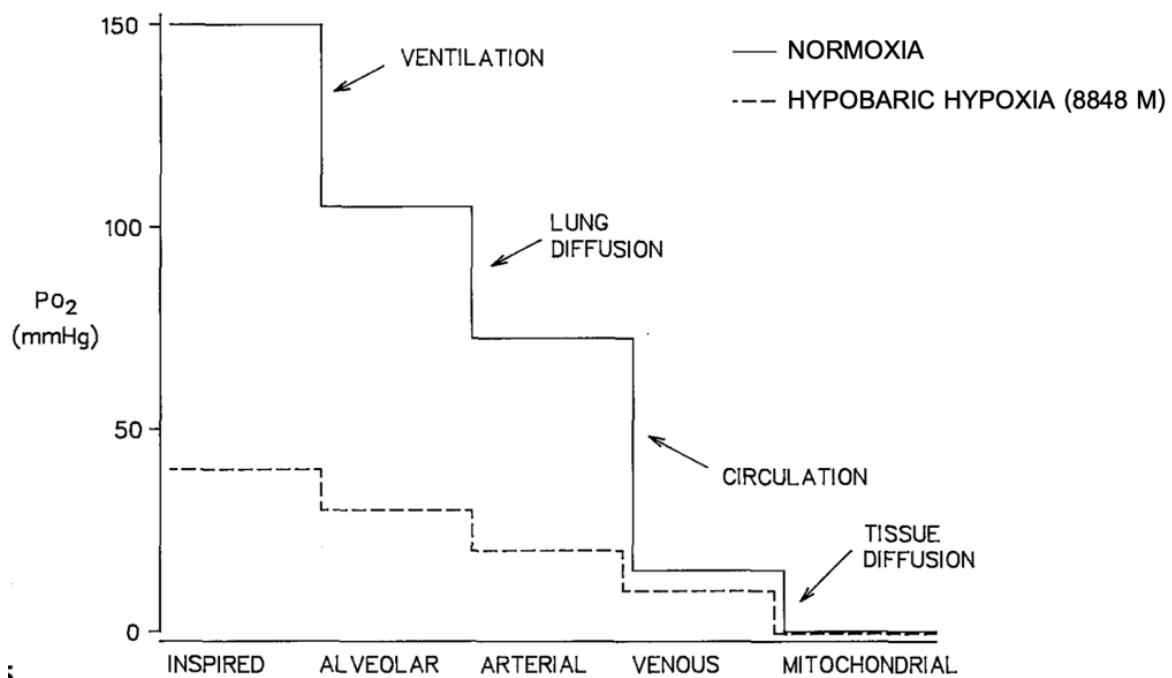 150
VENTILATION
NORMOXIA
HYPOBARIC HYPOXIA (8848 M)
100
LUNG
DIFFUSION
PO2
(mmHg)
50
CIRCULATION
TISSUE
DIFFUSION
0
INSPIRED ALVEOLAR ARTERIAL VENOUS MITOCHONDRIAL